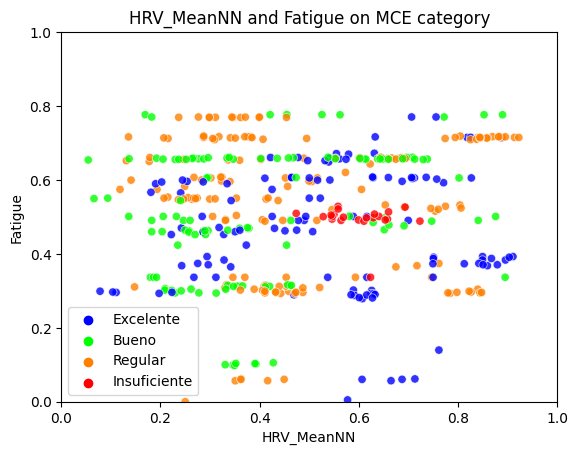 HRV_MeanNN and Fatigue on MCE category
Fatigue
1.0
0.8
0.6
0.4
0.2
0.0
Excelente
Bueno
Regular
Insuficiente
0.0 0.2 0.4 0.6 0.8 1.0
HRV_MeanNN